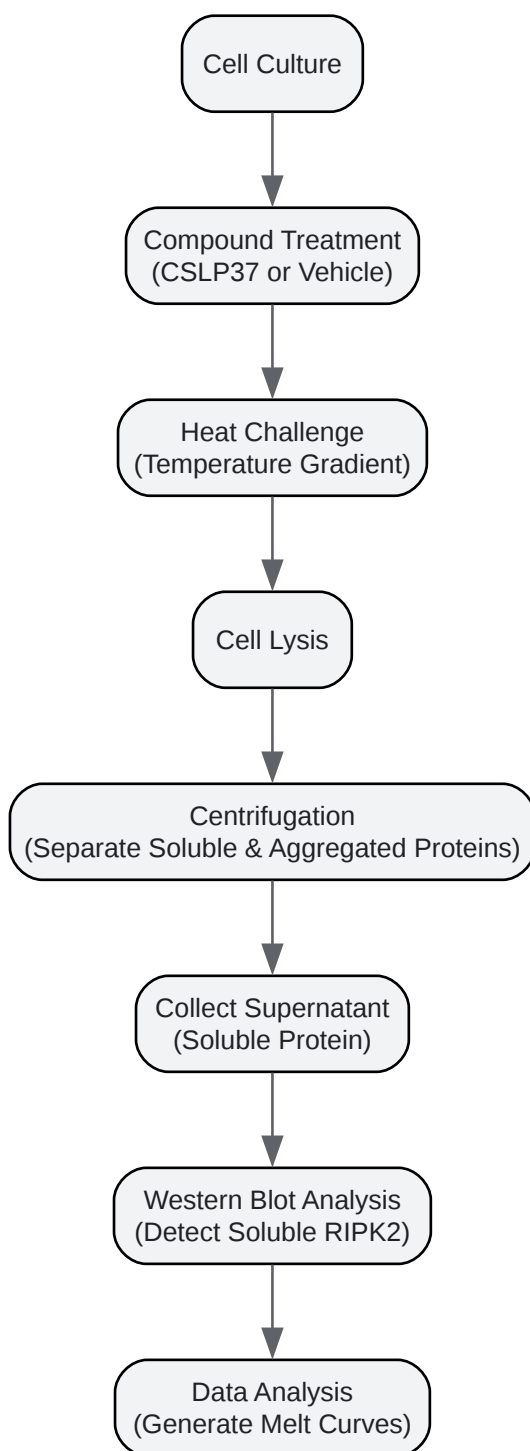 Cell Culture
Compound Treatment
(CSLP37 or Vehicle)
Heat Challenge
(Temperature Gradient)
Cell Lysis
Centrifugation
(Separate Soluble & Aggregated Proteins)
Collect Supernatant
(Soluble Protein)
Western Blot Analysis
(Detect Soluble RIPK2)
Data Analysis
(Generate Melt Curves)